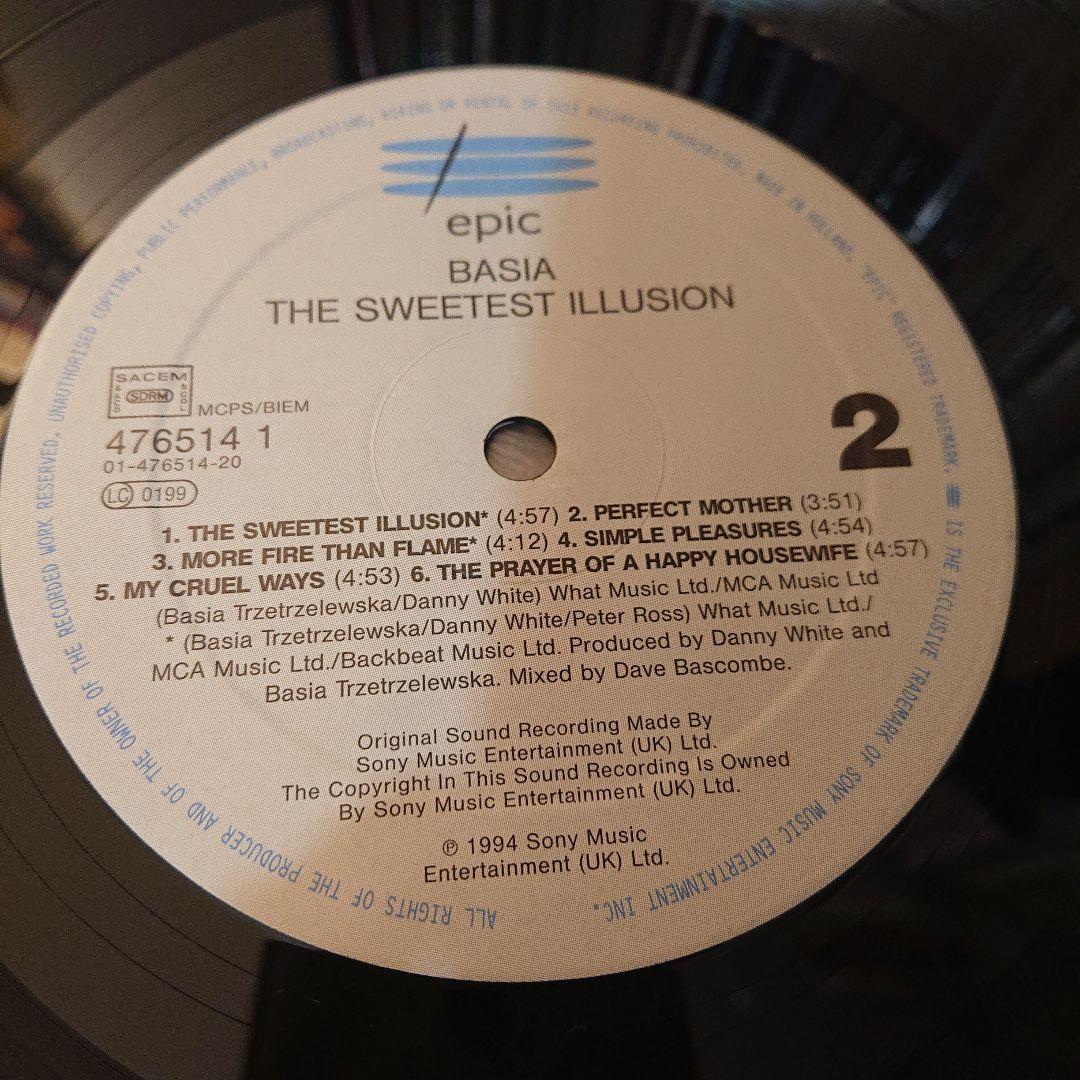 epic
BASIA
THE SWEETEST ILLUSION
SACEM
SDRM
MCPS/BIEM
476514 1
01-476514-20
LC 0199
2
1. THE SWEETEST ILLUSION* (4:57) 2. PERFECT MOTHER (3:51)
3. MORE FIRE THAN FLAME* (4:12) 4. SIMPLE PLEASURES (4:54)
5. MY CRUEL WAYS (4:53) 6. THE PRAYER OF A HAPPY HOUSEWIFE (4:57)
(Basia Trzetrzelewska/Danny White) What Music Ltd./MCA Music Ltd
* (Basia Trzetrzelewska/Danny White/Peter Ross) What Music Ltd./
MCA Music Ltd./Backbeat Music Ltd. Produced by Danny White and
Basia Trzetrzelewska. Mixed by Dave Bascombe.
Original Sound Recording Made By
Sony Music Entertainment (UK) Ltd.
The Copyright In This Sound Recording Is Owned
By Sony Music Entertainment (UK) Ltd.
℗ 1994 Sony Music
Entertainment (UK) Ltd.
ALL RIGHTS OF THE PRODUCER AND OF THE OWNER OF THE RECORDED WORK RESERVED. UNAUTHORISED COPYING, PUBLIC PERFORMANCE, BROADCASTING, HIRING OR RENTAL OF THIS RECORDING PROHIBITED. MADE IN HOLLAND. "EPIC" REGISTERED TRADEMARK. IS THE EXCLUSIVE TRADEMARK OF SONY MUSIC ENTERTAINMENT INC.